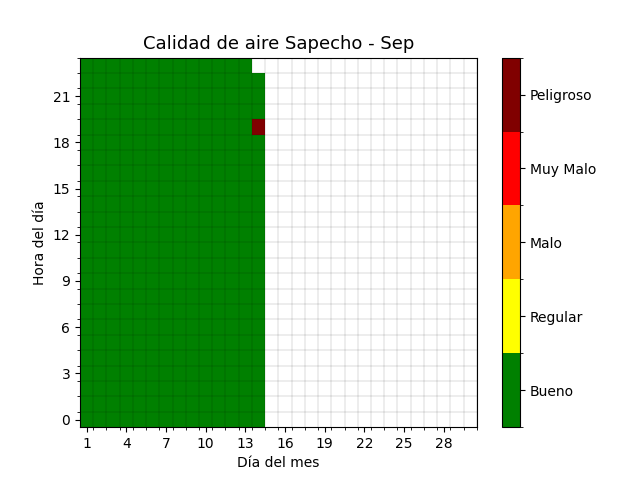 Calidad de aire Sapecho - Sep
Hora del día
21
18
15
12
9
6
3
0
1 4 7 10 13 16 19 22 25 28
Día del mes
Peligroso
Muy Malo
Malo
Regular
Bueno